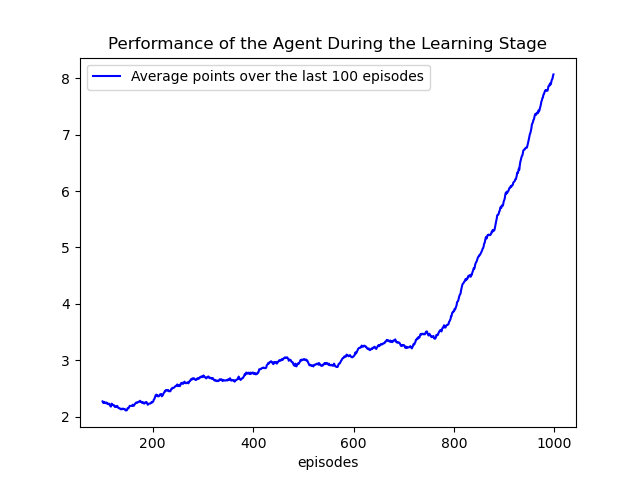 Performance of the Agent During the Learning Stage
Average points over the last 100 episodes
8
7
6
5
4
3
2
200 400 600 800 1000
episodes